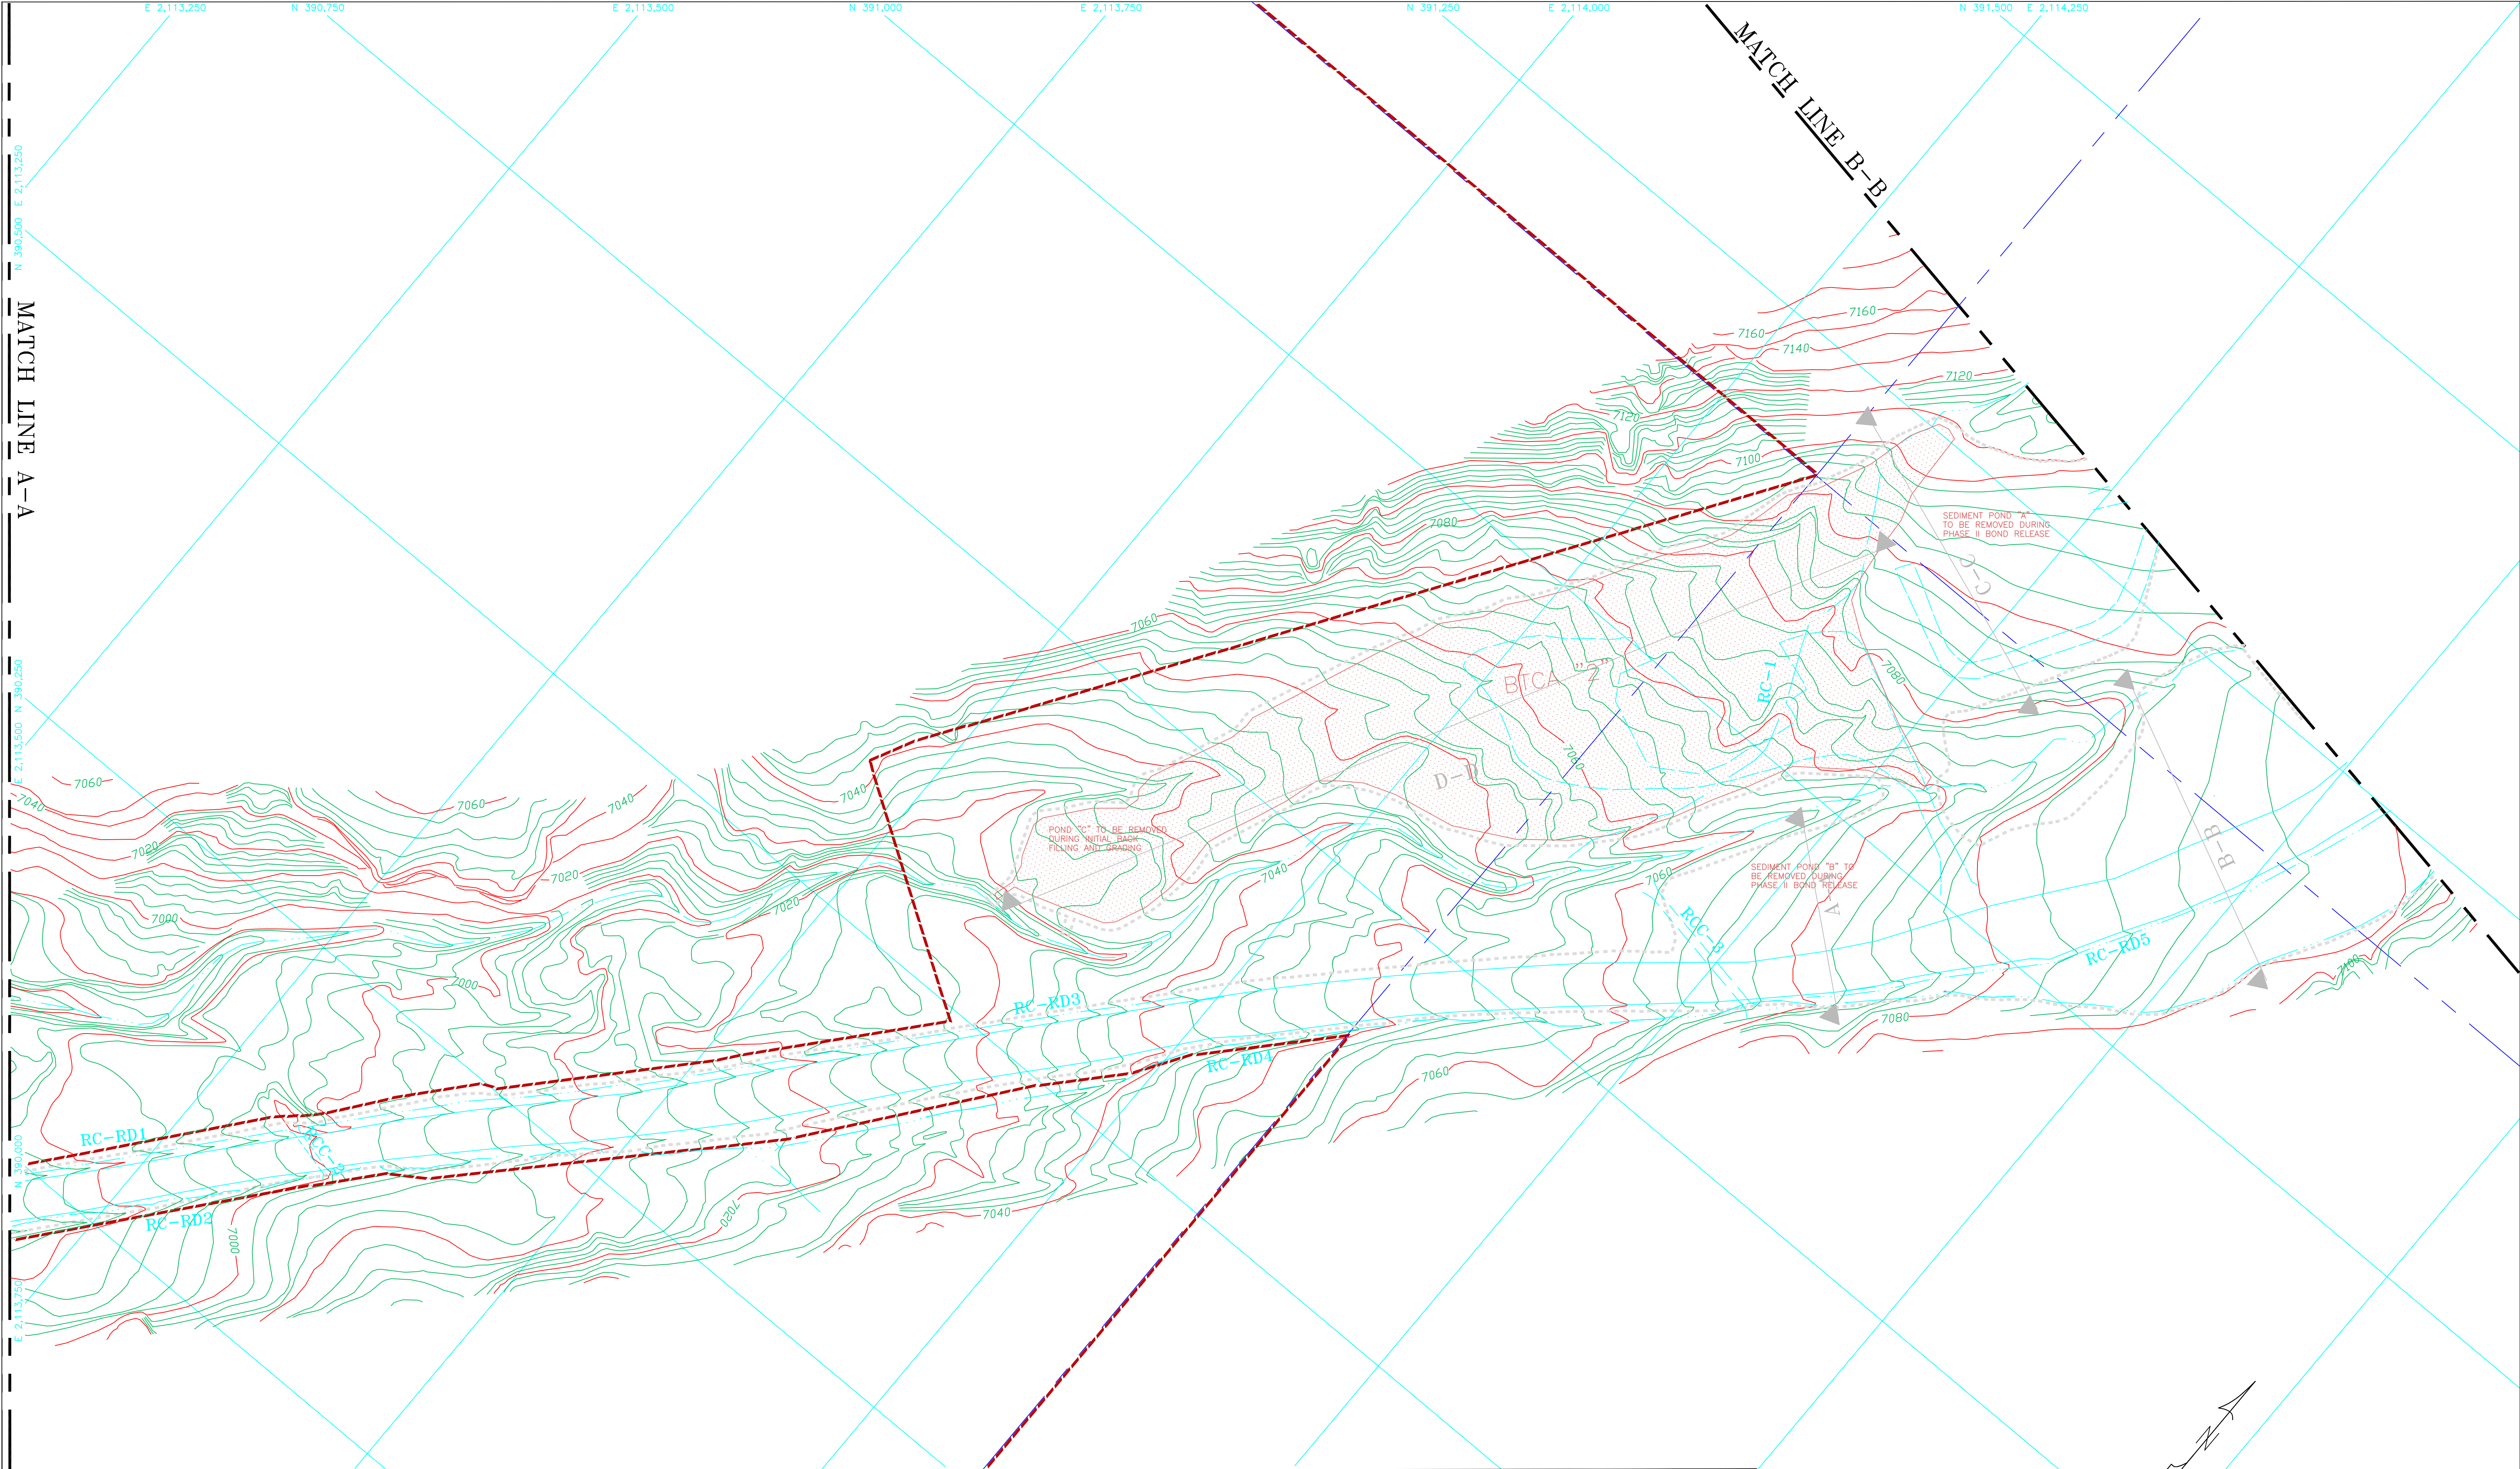 E 2,113,250
N 390,750
E 2,113,500
N 391,000
E 2,113,750
N 391,250
E 2,114,000
N 391,500
E 2,114,250
MATCH LINE B-B
N 390,500 E 2,113,250
MATCH LINE A-A
7160
7160
7140
7120
7120
7100
7080
SEDIMENT POND "A"
TO BE REMOVED DURING
PHASE II BOND RELEASE
C-C
7060
BTCA "2"
RC-1
7080
E 2,113,500 N 390,250
7060
D-D
7060
7040
7060
7040
7040
POND "C" TO BE REMOVED
DURING INITIAL BACK
FILLING AND GRADING
B-B
7020
7020
7040
7060
SEDIMENT POND "B" TO
BE REMOVED DURING
PHASE II BOND RELEASE
7020
7000
RCC-3
RC-RD5
7100
7000
RC-RD3
7080
RC-RD4
7060
RC-RD1
N 390,000
RC-RD2
7000
7020
7040
E 2,113,750
N